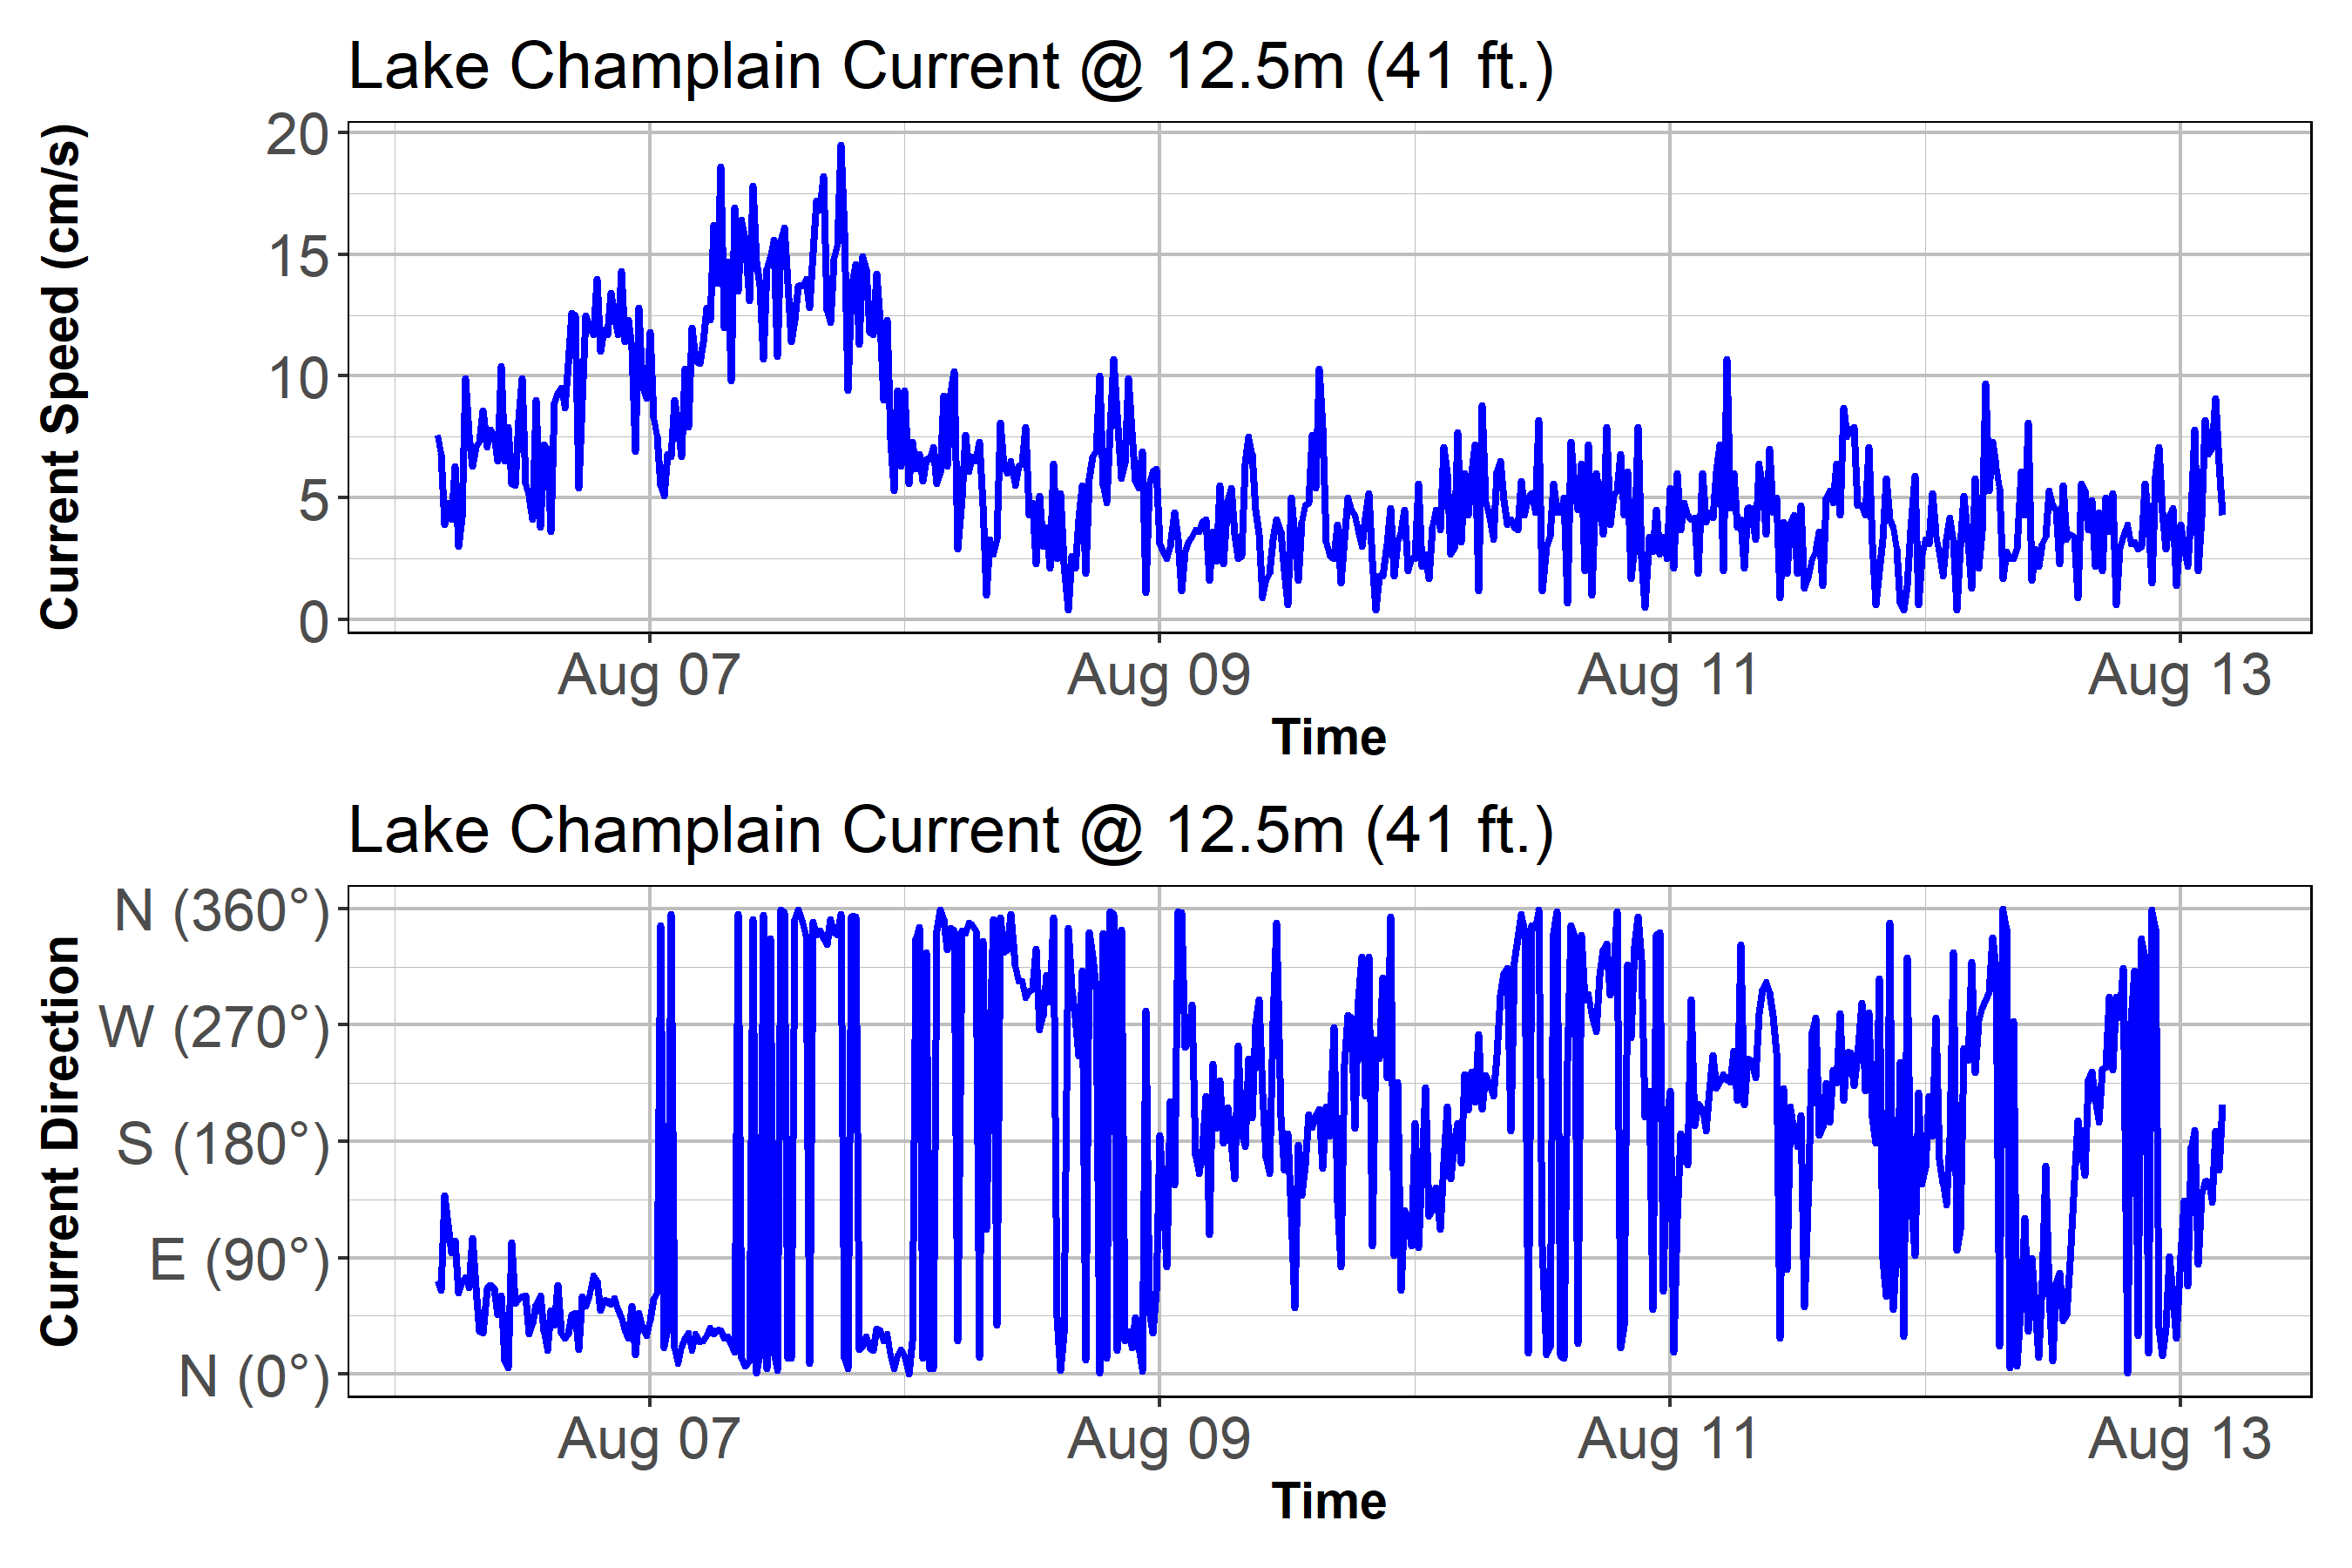 Lake Champlain Current @ 12.5m (41 ft.)
Current Speed (cm/s)
20
15
10
5
0
Aug 07 Aug 09 Aug 11 Aug 13
Time
Lake Champlain Current @ 12.5m (41 ft.)
Current Direction
N (360°)
W (270°)
S (180°)
E (90°)
N (0°)
Aug 07 Aug 09 Aug 11 Aug 13
Time